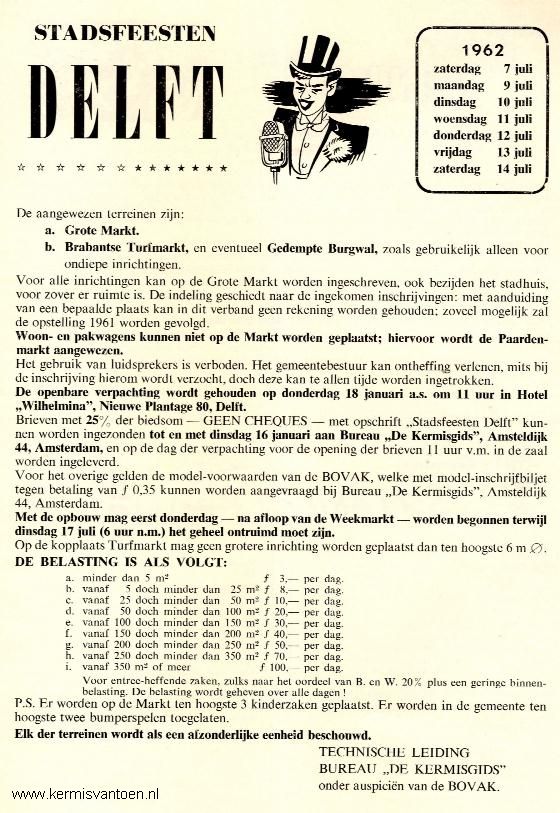 STADSFEESTEN
DELFT
1962
zaterdag 7 juli
maandag 9 juli
dinsdag 10 juli
woensdag 11 juli
donderdag 12 juli
vrijdag 13 juli
zaterdag 14 juli
De aangewezen terreinen zijn:
a. Grote Markt.
b. Brabantse Turfmarkt, en eventueel Gedempte Burgwal, zoals gebruikelijk alleen voor
ondiepe inrichtingen.
Voor alle inrichtingen kan op de Grote Markt worden ingeschreven, ook bezijden het stadhuis,
voor zover er ruimte is. De indeling geschiedt naar de ingekomen inschrijvingen: met aanduiding
van een bepaalde plaats kan in dit verband geen rekening worden gehouden; zoveel mogelijk zal
de opstelling 1961 worden gevolgd.
Woon- en pakwagens kunnen niet op de Markt worden geplaatst; hiervoor wordt de Paarden-
markt aangewezen.
Het gebruik van luidsprekers is verboden. Het gemeentebestuur kan ontheffing verlenen, mits bij
de inschrijving hierom wordt verzocht, doch deze kan te allen tijde worden ingetrokken.
De openbare verpachting wordt gehouden op donderdag 18 januari a.s. om 11 uur in Hotel
„Wilhelmina”, Nieuwe Plantage 80, Delft.
Brieven met 25% der biedsom — GEEN CHEQUES — met opschrift „Stadsfeesten Delft” kun-
nen worden ingezonden tot en met dinsdag 16 januari aan Bureau „De Kermisgids”, Amsteldijk
44, Amsterdam, en op de dag der verpachting voor de opening der brieven 11 uur v.m. in de zaal
worden ingeleverd.
Voor het overige gelden de model-voorwaarden van de BOVAK, welke met model-inschrijfbiljet
tegen betaling van ƒ 0,35 kunnen worden aangevraagd bij Bureau „De Kermisgids”, Amsteldijk
44, Amsterdam.
Met de opbouw mag eerst donderdag — na afloop van de Weekmarkt — worden begonnen terwijl
dinsdag 17 juli (6 uur n.m.) het geheel ontruimd moet zijn.
Op de kopplaats Turfmarkt mag geen grotere inrichting worden geplaatst dan ten hoogste 6 m ∅.
DE BELASTING IS ALS VOLGT:
a. minder dan 5 m² ƒ 3,— per dag.
b. vanaf 5 doch minder dan 25 m² ƒ 8,— per dag.
c. vanaf 25 doch minder dan 50 m² ƒ 10,— per dag.
d. vanaf 50 doch minder dan 100 m² ƒ 20,— per dag.
e. vanaf 100 doch minder dan 150 m² ƒ 30,— per dag.
f. vanaf 150 doch minder dan 200 m² ƒ 40,— per dag.
g. vanaf 200 doch minder dan 250 m² ƒ 50,— per dag.
h. vanaf 250 doch minder dan 350 m² ƒ 70,— per dag.
i. vanaf 350 m² of meer ƒ 100,— per dag.
Voor entree-heffende zaken, zulks naar het oordeel van B. en W. 20% plus een geringe binnen-
belasting. De belasting wordt geheven over alle dagen !
P.S. Er worden op de Markt ten hoogste 3 kinderzaken geplaatst. Er worden in de gemeente ten
hoogste twee bumperspelen toegelaten.
Elk der terreinen wordt als een afzonderlijke eenheid beschouwd.
TECHNISCHE LEIDING
BUREAU „DE KERMISGIDS”
onder auspiciën van de BOVAK.
www.kermisvantoen.nl